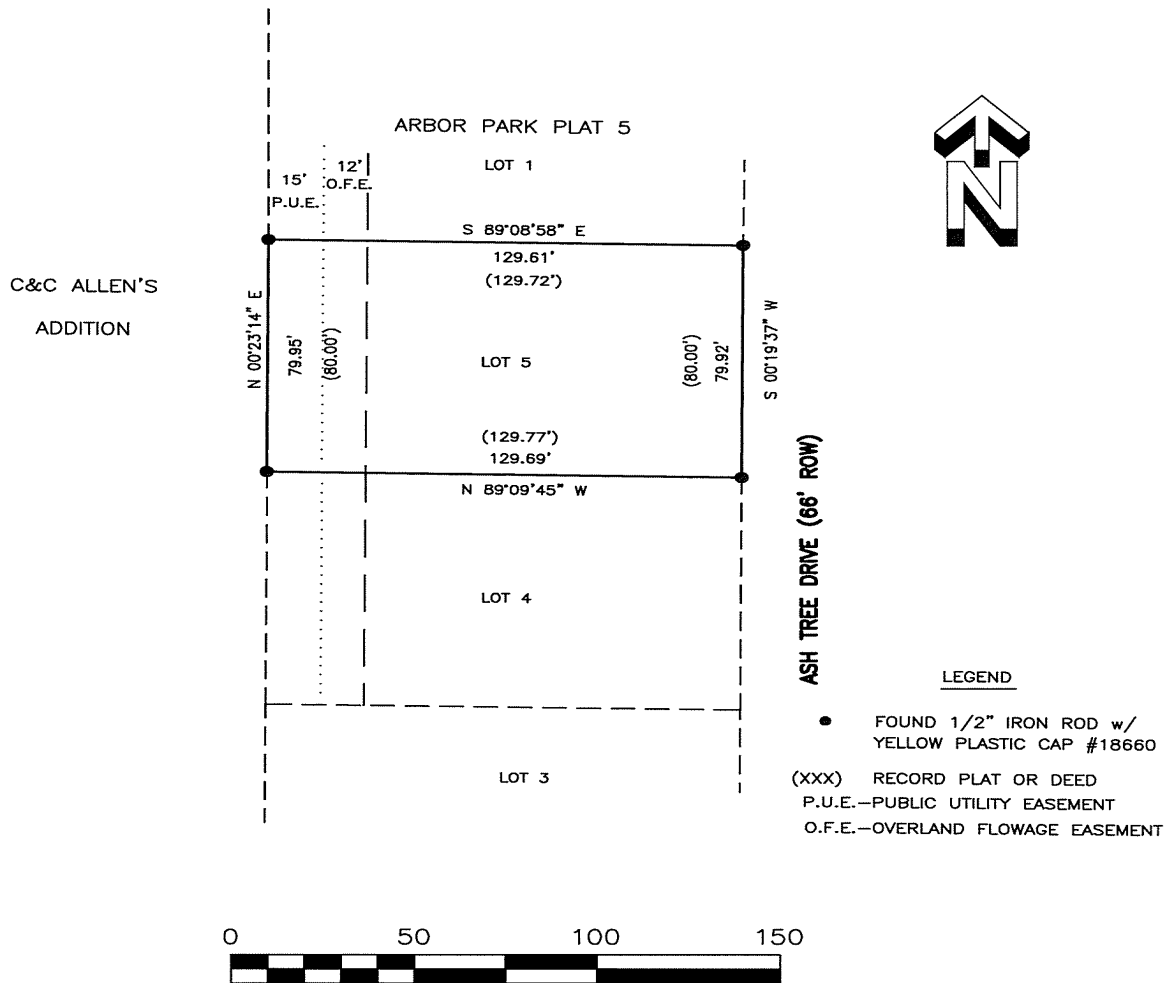 ARBOR PARK PLAT 5
LOT 1
15'
P.U.E.
12'
O.F.E.
N
S 89°08'58" E
129.61'
(129.72')
C&C ALLEN'S
ADDITION
N 00°23'14" E
79.95'
(80.00')
LOT 5
(80.00')
79.92'
S 00°19'37" W
(129.77')
129.69'
N 89°09'45" W
ASH TREE DRIVE (66' ROW)
LOT 4
LOT 3
LEGEND
FOUND 1/2" IRON ROD w/
YELLOW PLASTIC CAP #18660
(XXX) RECORD PLAT OR DEED
P.U.E.-PUBLIC UTILITY EASEMENT
O.F.E.-OVERLAND FLOWAGE EASEMENT
0 50 100 150